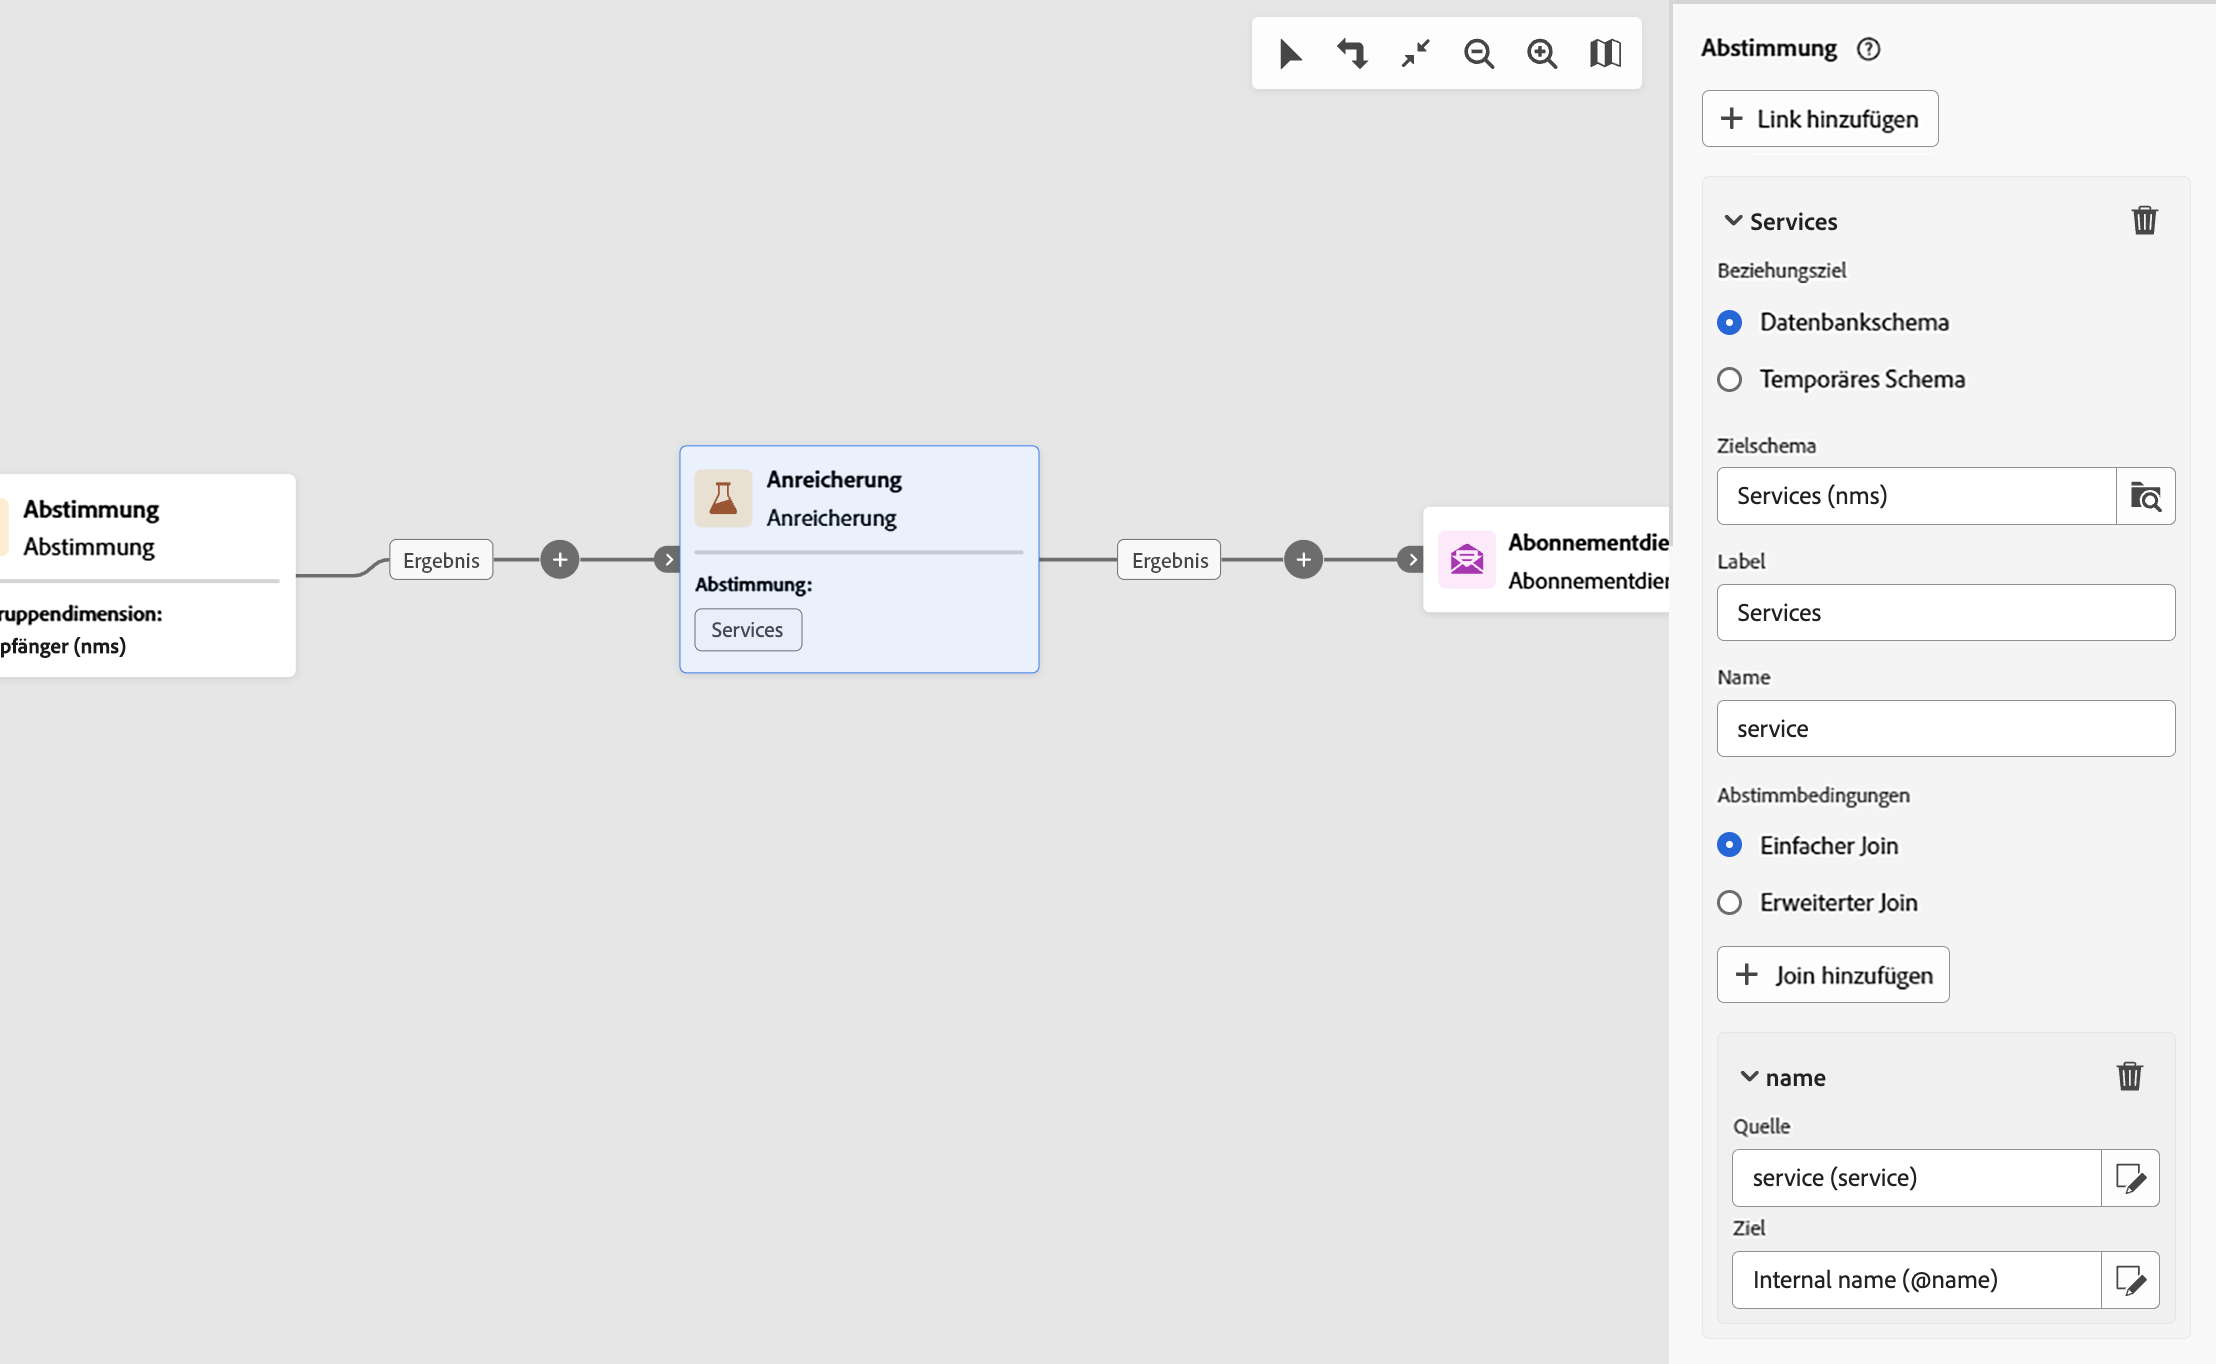 Abstimmung
Abstimmung
ruppendimension:
pfänger (nms)
Ergebnis
Anreicherung
Anreicherung
Abstimmung:
Services
Ergebnis
Abonnementdie
Abonnementdier
Abstimmung
Link hinzufügen
Services
Beziehungsziel
Datenbankschema
Temporäres Schema
Zielschema
Services (nms)
Label
Services
Name
service
Abstimmbedingungen
Einfacher Join
Erweiterter Join
Join hinzufügen
name
Quelle
service (service)
Ziel
Internal name (@name)